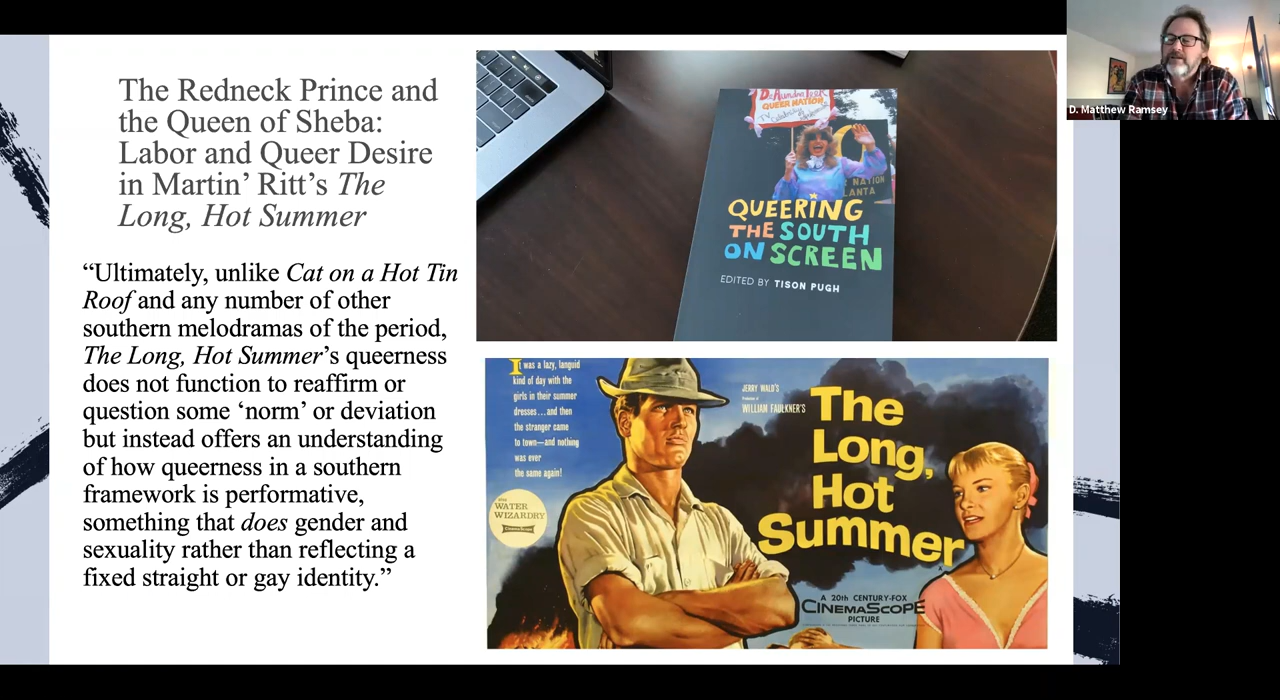 The Redneck Prince and
the Queen of Sheba:
Labor and Queer Desire
in Martin’ Ritt’s The
Long, Hot Summer
“Ultimately, unlike Cat on a Hot Tin
Roof and any number of other
southern melodramas of the period,
The Long, Hot Summer’s queerness
does not function to reaffirm or
question some ‘norm’ or deviation
but instead offers an understanding
of how queerness in a southern
framework is performative,
something that does gender and
sexuality rather than reflecting a
fixed straight or gay identity.”
QUEER NATION
NATION
LANTA
QUEERING
THE SOUTH
ON SCREEN
EDITED BY TISON PUGH
It was a lazy, languid
kind of day with the
girls in their summer
dresses...and then
the stranger came
to town—and nothing
was ever
the same again!
WATER
WIZARDRY
CINEMASCOPE
JERRY WALD'S
WILLIAM FAULKNER'S
The
Long,
Hot
Summer
A 20th CENTURY-FOX
CINEMASCOPE
PICTURE
D. Matthew Ramsey